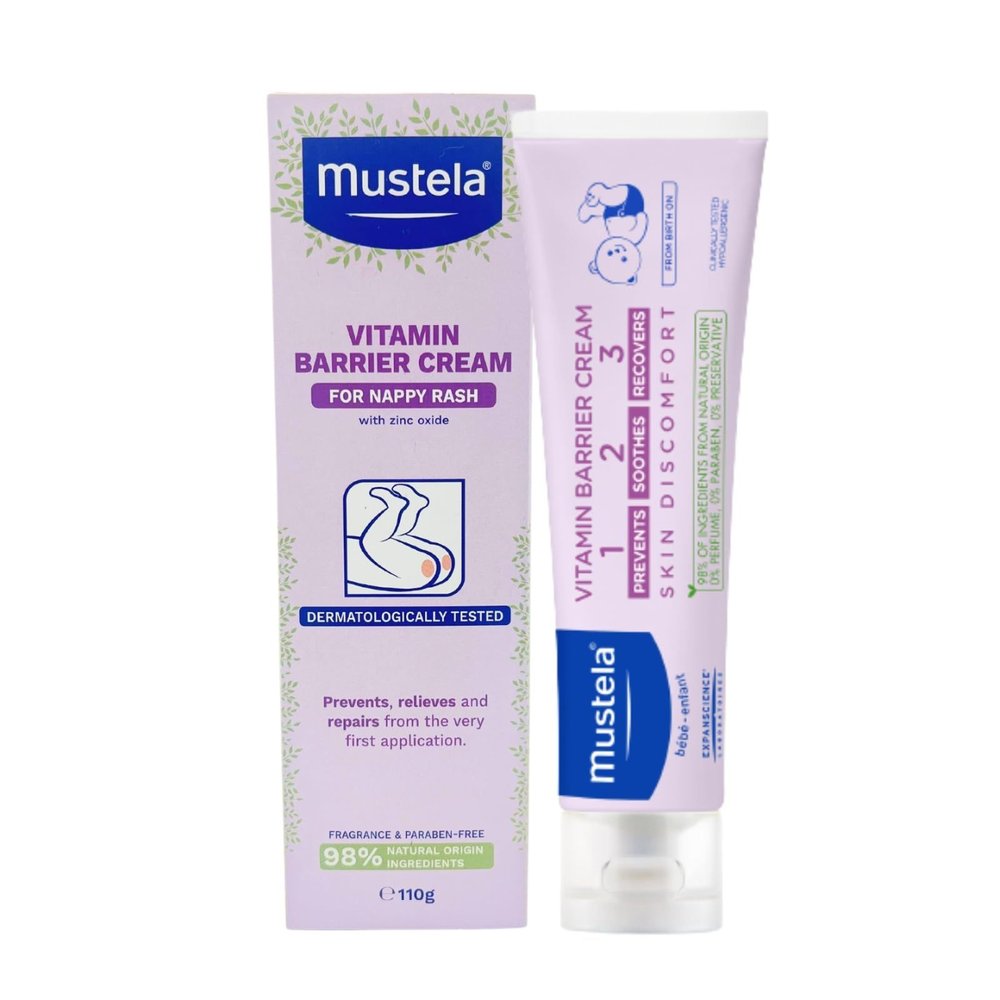 mustela®
VITAMIN
BARRIER CREAM
FOR NAPPY RASH
with zinc oxide
DERMATOLOGICALLY TESTED
Prevents, relieves and
repairs from the very
first application.
FRAGRANCE & PARABEN-FREE
98% NATURAL ORIGIN
INGREDIENTS
℮ 110g
FROM BIRTH ON
CLINICALLY TESTED
HYPOALLERGENIC
VITAMIN BARRIER CREAM
1 2 3
PREVENTS SOOTHES RECOVERS
SKIN DISCOMFORT
98% OF INGREDIENTS FROM NATURAL ORIGIN
0% PERFUME, 0% PARABEN, 0% PRESERVATIVE
mustela®
bébé - enfant
EXPANSCIENCE®
LABORATOIRES